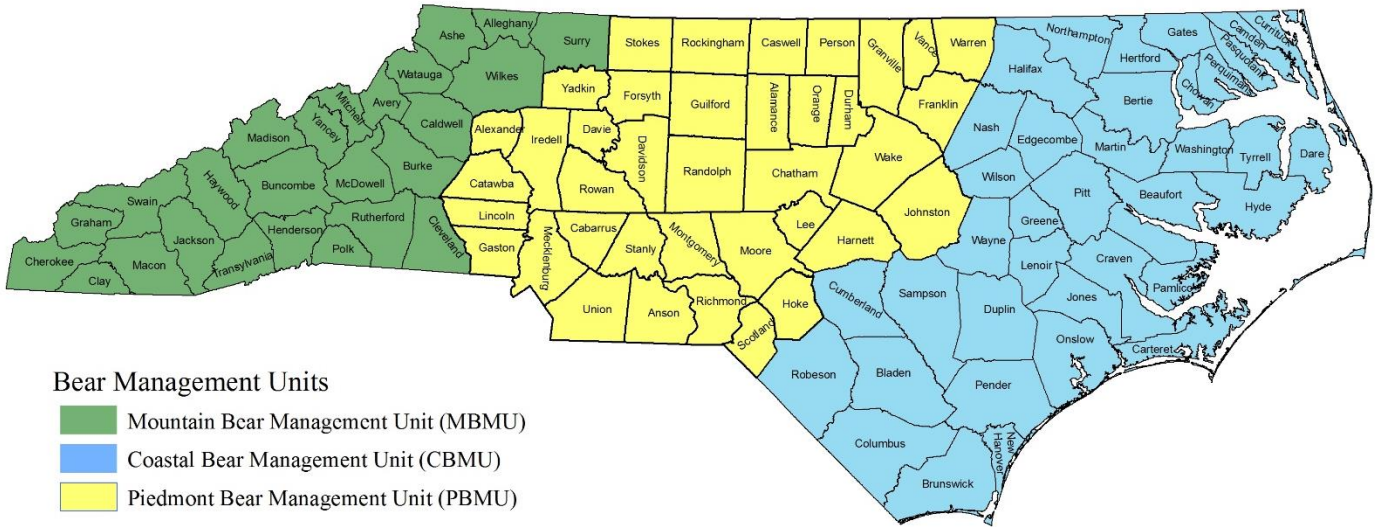 Alleghany
Ashe
Surry
Stokes
Rockingham
Caswell
Person
Granville
Vance
Warren
Northampton
Gates
Camden
Currituck
Pasquotank
Perquimans
Chowan
Hertford
Halifax
Bertie
Watauga
Wilkes
Yadkin
Forsyth
Guilford
Alamance
Orange
Durham
Franklin
Nash
Edgecombe
Martin
Washington
Tyrrell
Dare
Mitchell
Avery
Yancey
Madison
Caldwell
Alexander
Iredell
Davie
Davidson
Randolph
Chatham
Wake
Wilson
Pitt
Beaufort
Hyde
Burke
McDowell
Buncombe
Haywood
Swain
Graham
Catawba
Rowan
Lincoln
Johnston
Greene
Wayne
Lenoir
Craven
Pamlico
Jones
Rutherford
Cleveland
Henderson
Polk
Transylvania
Jackson
Macon
Cherokee
Clay
Gaston
Mecklenburg
Cabarrus
Stanly
Montgomery
Moore
Lee
Harnett
Union
Anson
Richmond
Hoke
Scotland
Cumberland
Sampson
Duplin
Onslow
Carteret
Robeson
Bladen
Pender
Columbus
New
Hanover
Brunswick
Bear Management Units
Mountain Bear Management Unit (MBMU)
Coastal Bear Management Unit (CBMU)
Piedmont Bear Management Unit (PBMU)